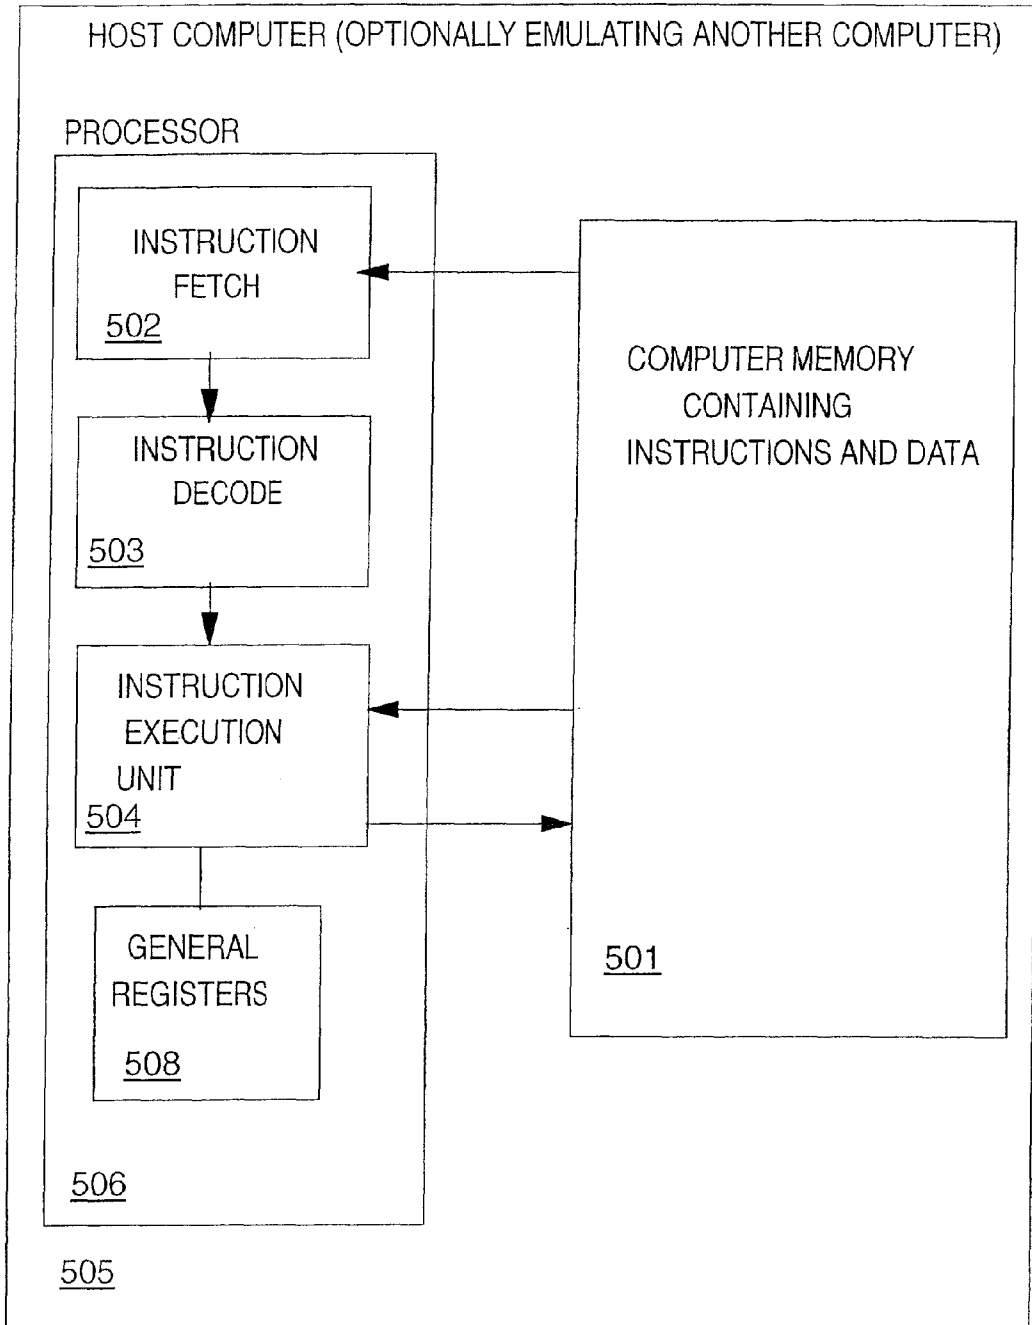 HOST COMPUTER (OPTIONALLY EMULATING ANOTHER COMPUTER)
PROCESSOR
INSTRUCTION
FETCH
502
INSTRUCTION
DECODE
503
INSTRUCTION
EXECUTION
UNIT
504
GENERAL
REGISTERS
508
506
505
COMPUTER MEMORY
CONTAINING
INSTRUCTIONS AND DATA
501